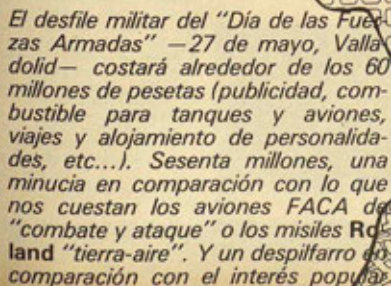 El desfile militar del "Día de las Fuer-
zas Armadas" —27 de mayo, Valla-
dolid— costará alrededor de los 60
millones de pesetas (publicidad, com-
bustible para tanques y aviones,
viajes y alojamiento de personalida-
des, etc...). Sesenta millones, una
minucia en comparación con lo que
nos cuestan los aviones FACA de
"combate y ataque" o los misiles Ro-
land "tierra-aire". Y un despilfarro en
comparación con el interés popular